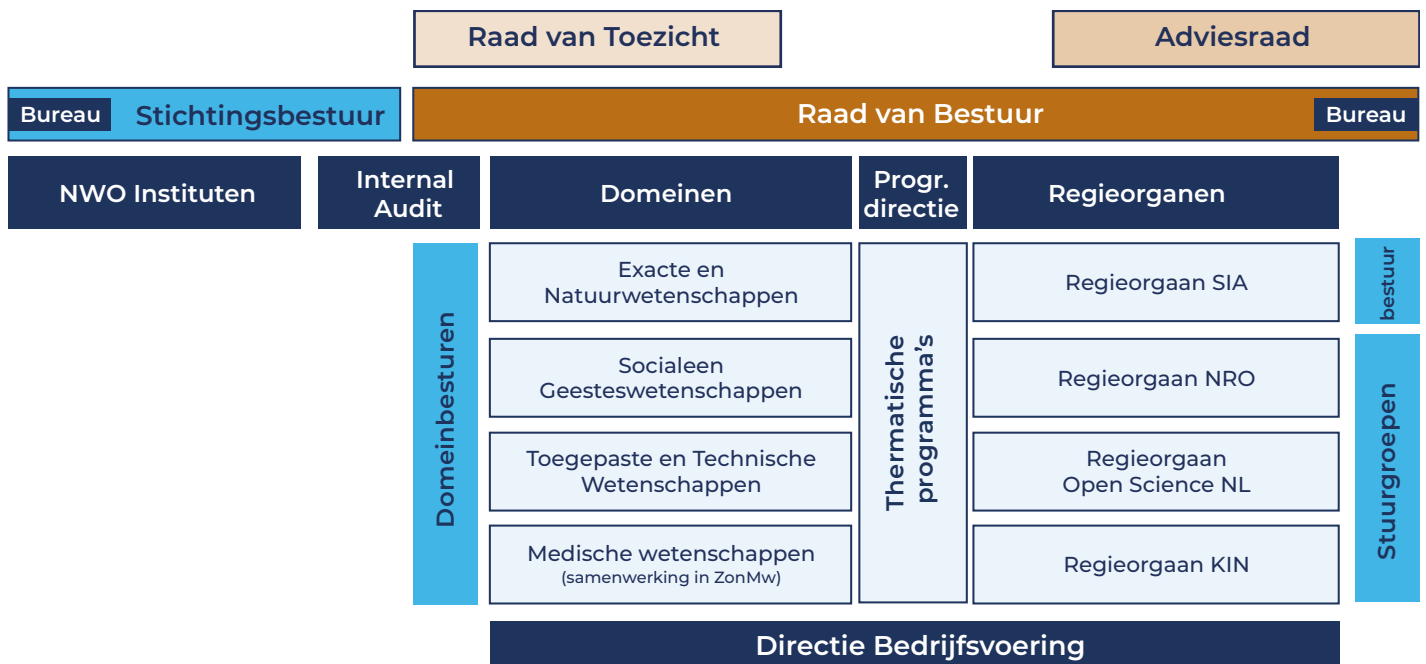 Raad van Toezicht
Adviesraad
Bureau
Stichtingsbestuur
Raad van Bestuur
Bureau
NWO Instituten
Internal
Audit
Domeinen
Progr.
directie
Regieorganen
Domeinbesturen
Exacte en
Natuurwetenschappen
Socialeen
Geesteswetenschappen
Toegepaste en Technische
Wetenschappen
Medische wetenschappen
(samenwerking in ZonMw)
Thermatische
programma's
Regieorgaan SIA
Regieorgaan NRO
Regieorgaan
Open Science NL
Regieorgaan KIN
bestuur
Stuurgroepen
Directie Bedrijfsvoering